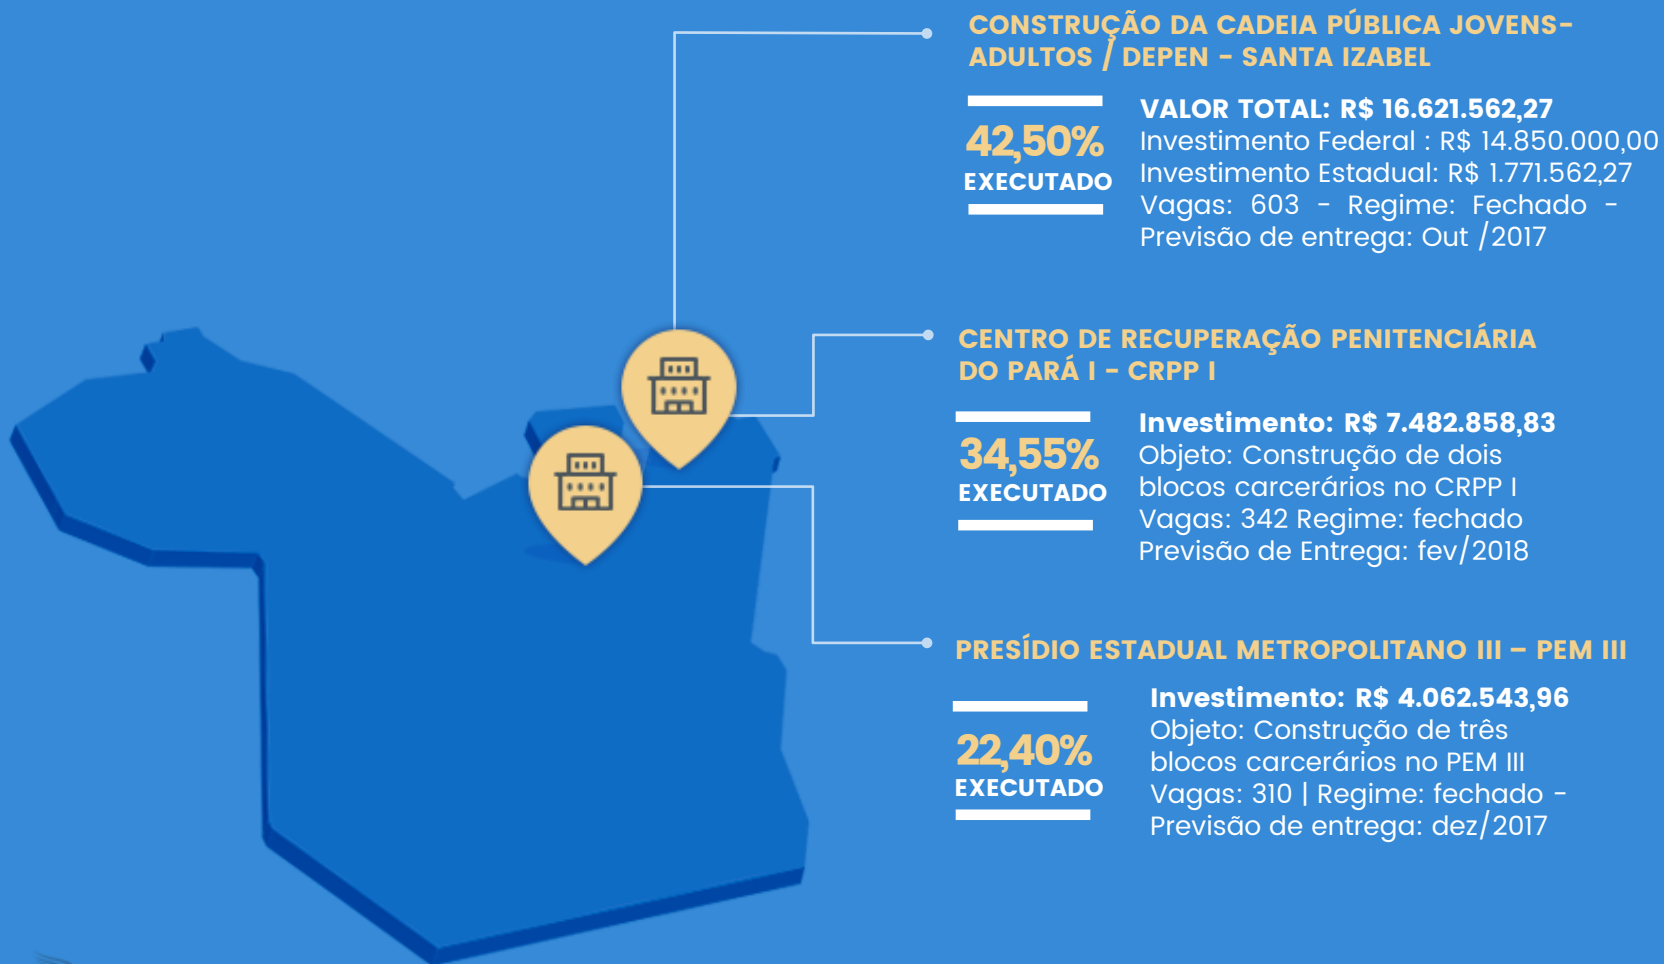 CONSTRUÇÃO DA CADEIA PÚBLICA JOVENS-
ADULTOS / DEPEN - SANTA IZABEL
42,50%
EXECUTADO
VALOR TOTAL: R$ 16.621.562,27
Investimento Federal : R$ 14.850.000,00
Investimento Estadual: R$ 1.771.562,27
Vagas: 603 - Regime: Fechado -
Previsão de entrega: Out /2017
CENTRO DE RECUPERAÇÃO PENITENCIÁRIA
DO PARÁ I - CRPP I
34,55%
EXECUTADO
Investimento: R$ 7.482.858,83
Objeto: Construção de dois
blocos carcerários no CRPP I
Vagas: 342 Regime: fechado
Previsão de Entrega: fev/2018
PRESÍDIO ESTADUAL METROPOLITANO III – PEM III
22,40%
EXECUTADO
Investimento: R$ 4.062.543,96
Objeto: Construção de três
blocos carcerários no PEM III
Vagas: 310 | Regime: fechado -
Previsão de entrega: dez/2017